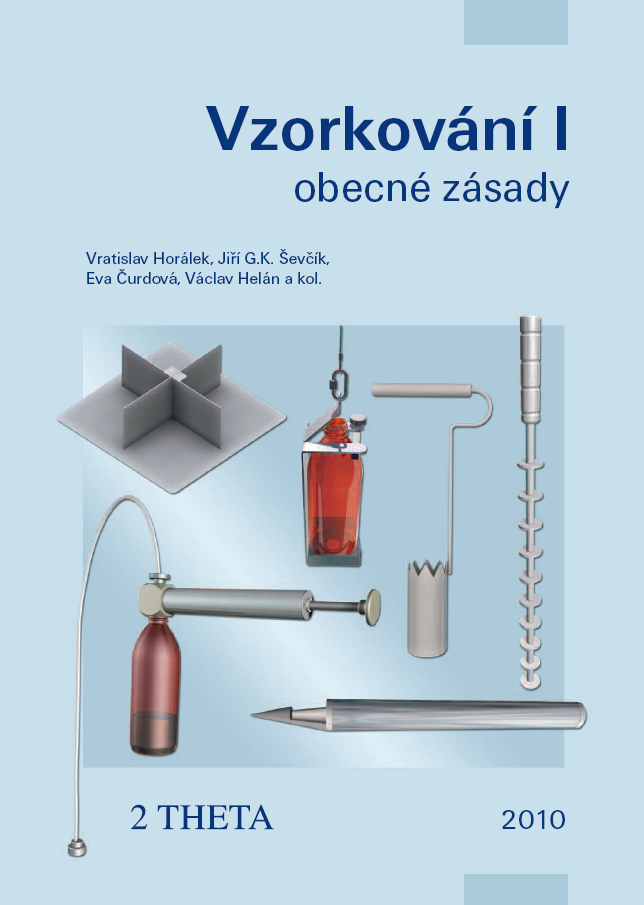 Vzorkování I
obecné zásady
Vratislav Horálek, Jiří G.K. Ševčík,
Eva Čurdová, Václav Helán a kol.
2 THETA
2010